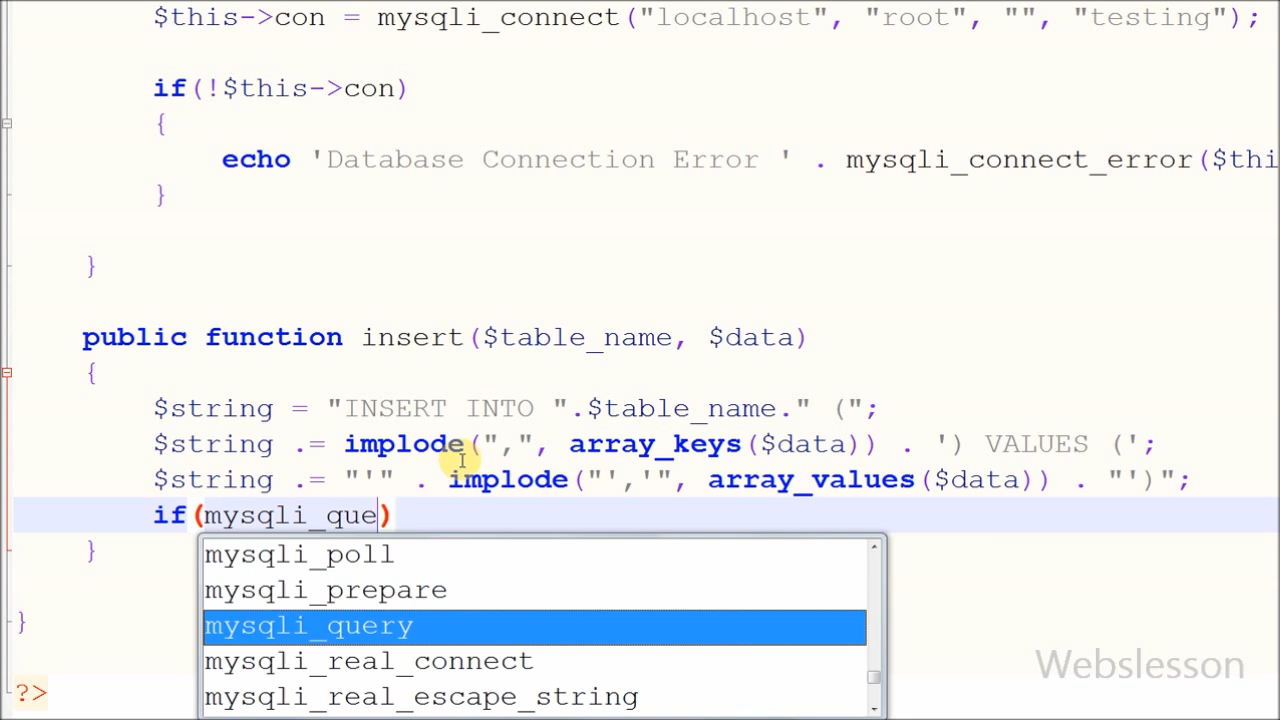 $this->con = mysqli_connect("localhost", "root", "", "testing");
if(!$this->con)
{
echo 'Database Connection Error ' . mysqli_connect_error($thi
}
}
public function insert($table_name, $data)
{
$string = "INSERT INTO ".$table_name." (";
$string .= implode(",", array_keys($data)) . ') VALUES (';
$string .= "'" . implode("','", array_values($data)) . "')";
if(mysqli_que)
}
mysqli_poll
mysqli_prepare
mysqli_query
}
mysqli_real_connect
mysqli_real_escape_string
Webslesson
?>